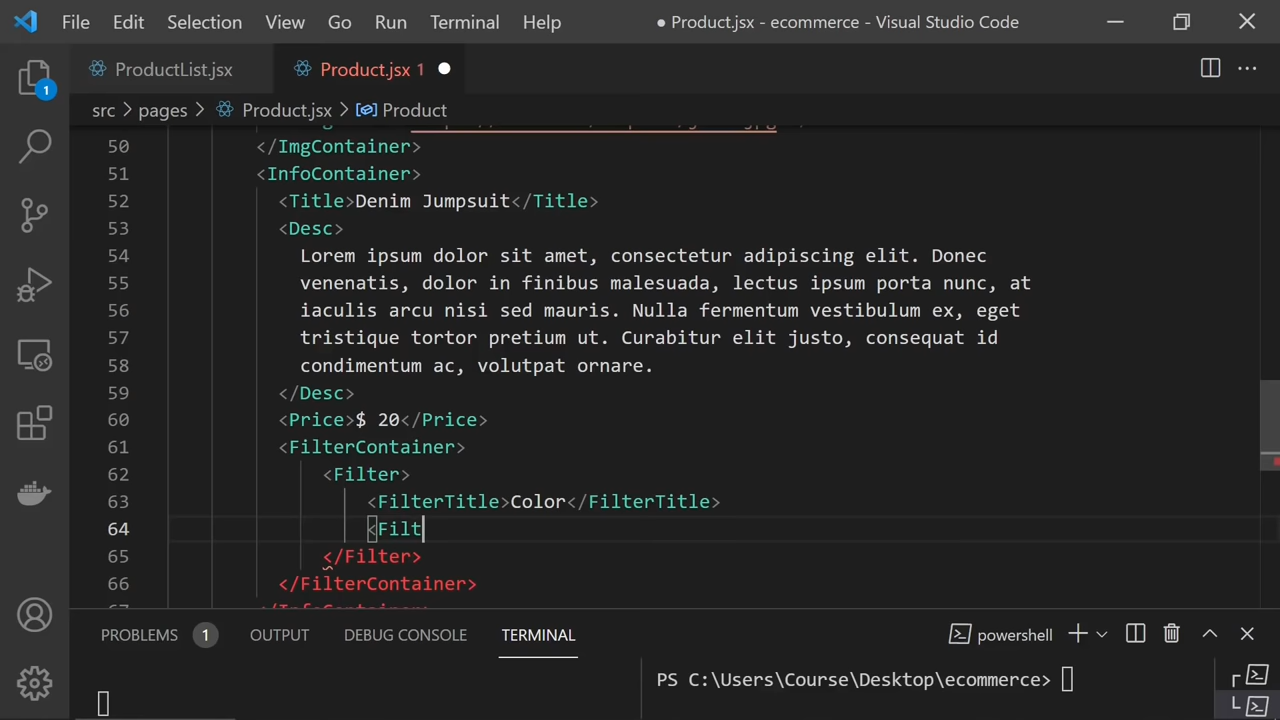 File Edit Selection View Go Run Terminal Help ● Product.jsx - ecommerce - Visual Studio Code
1 ProductList.jsx Product.jsx 1
src > pages > Product.jsx > Product
50 </ImgContainer>
51 <InfoContainer>
52 <Title>Denim Jumpsuit</Title>
53 <Desc>
54 Lorem ipsum dolor sit amet, consectetur adipiscing elit. Donec
55 venenatis, dolor in finibus malesuada, lectus ipsum porta nunc, at
56 iaculis arcu nisi sed mauris. Nulla fermentum vestibulum ex, eget
57 tristique tortor pretium ut. Curabitur elit justo, consequat id
58 condimentum ac, volutpat ornare.
59 </Desc>
60 <Price>$ 20</Price>
61 <FilterContainer>
62 <Filter>
63 <FilterTitle>Color</FilterTitle>
64 <Filt
65 </Filter>
66 </FilterContainer>
67 </InfoContainer>
PROBLEMS 1 OUTPUT DEBUG CONSOLE TERMINAL powershell
PS C:\Users\Course\Desktop\ecommerce>